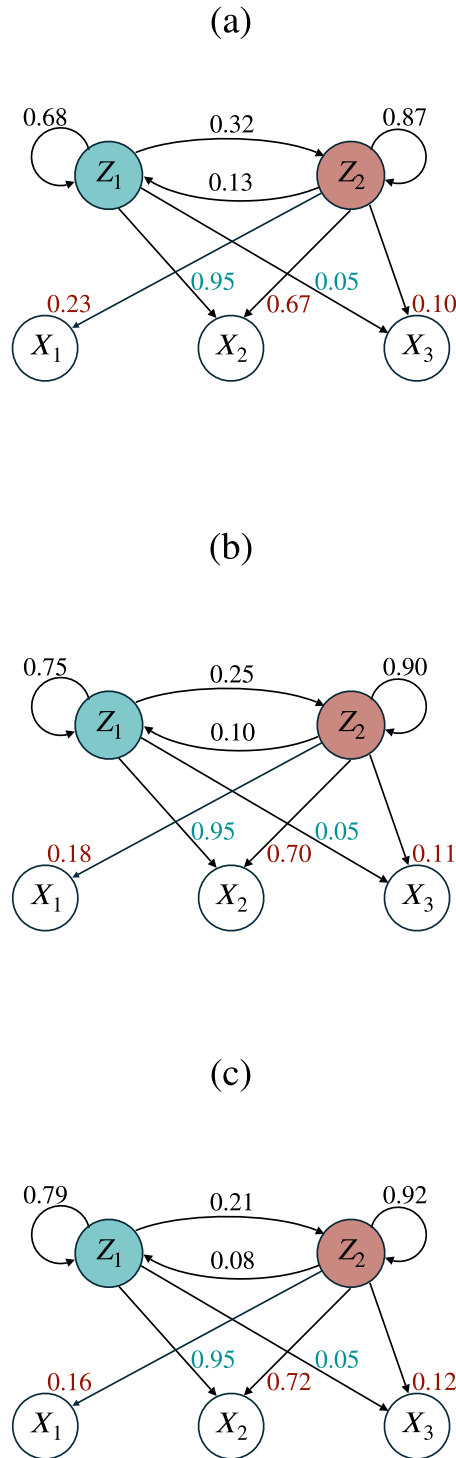 (a)
0.68 0.32 0.87
Z1 0.13 Z2
0.23 0.95 0.67 0.05 0.10
X1 X2 X3
(b)
0.75 0.25 0.90
Z1 0.10 Z2
0.18 0.95 0.70 0.05 0.11
X1 X2 X3
(c)
0.79 0.21 0.92
Z1 0.08 Z2
0.16 0.95 0.72 0.05 0.12
X1 X2 X3